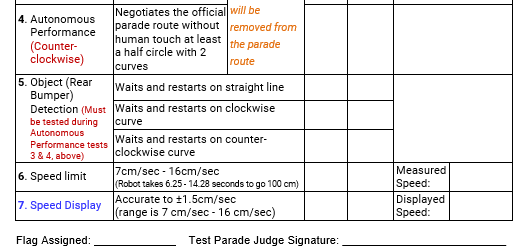 4. Autonomous
Performance
(Counter-
clockwise)
Negotiates the official
parade route without
human touch at least
a half circle with 2
curves
will be
removed from
the parade
route
5. Object (Rear
Bumper)
Detection (Must
be tested during
Autonomous
Performance tests
3 & 4, above)
Waits and restarts on straight line
Waits and restarts on clockwise
curve
Waits and restarts on counter-
clockwise curve
6. Speed limit
7cm/sec - 16cm/sec
(Robot takes 6.25 - 14.28 seconds to go 100 cm)
Measured
Speed:
7. Speed Display
Accurate to ±1.5cm/sec
(range is 7 cm/sec - 16 cm/sec)
Displayed
Speed:
Flag Assigned: ______________ Test Parade Judge Signature: ____________________________